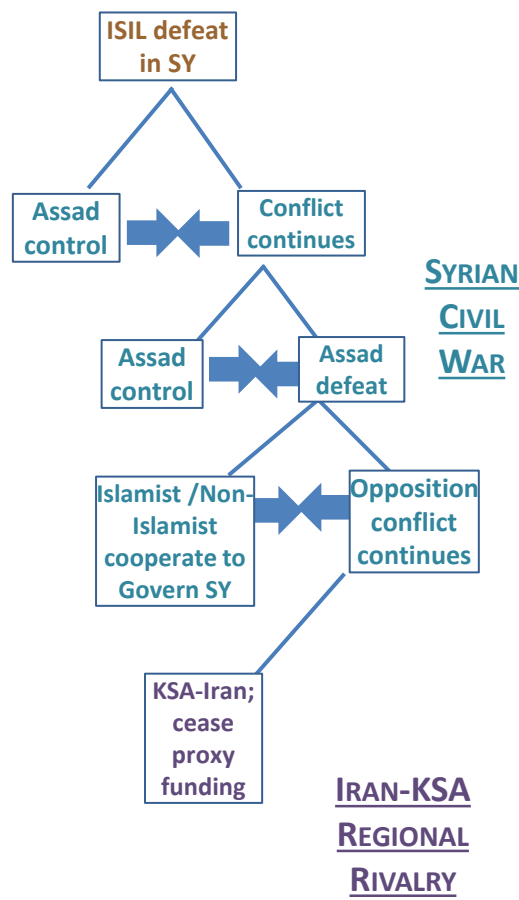 ISIL defeat
in SY
Assad
control
Conflict
continues
SYRIAN
CIVIL
WAR
Assad
control
Assad
defeat
Islamist /Non-
Islamist
cooperate to
Govern SY
Opposition
conflict
continues
KSA-Iran;
cease
proxy
funding
IRAN-KSA
REGIONAL
RIVALRY